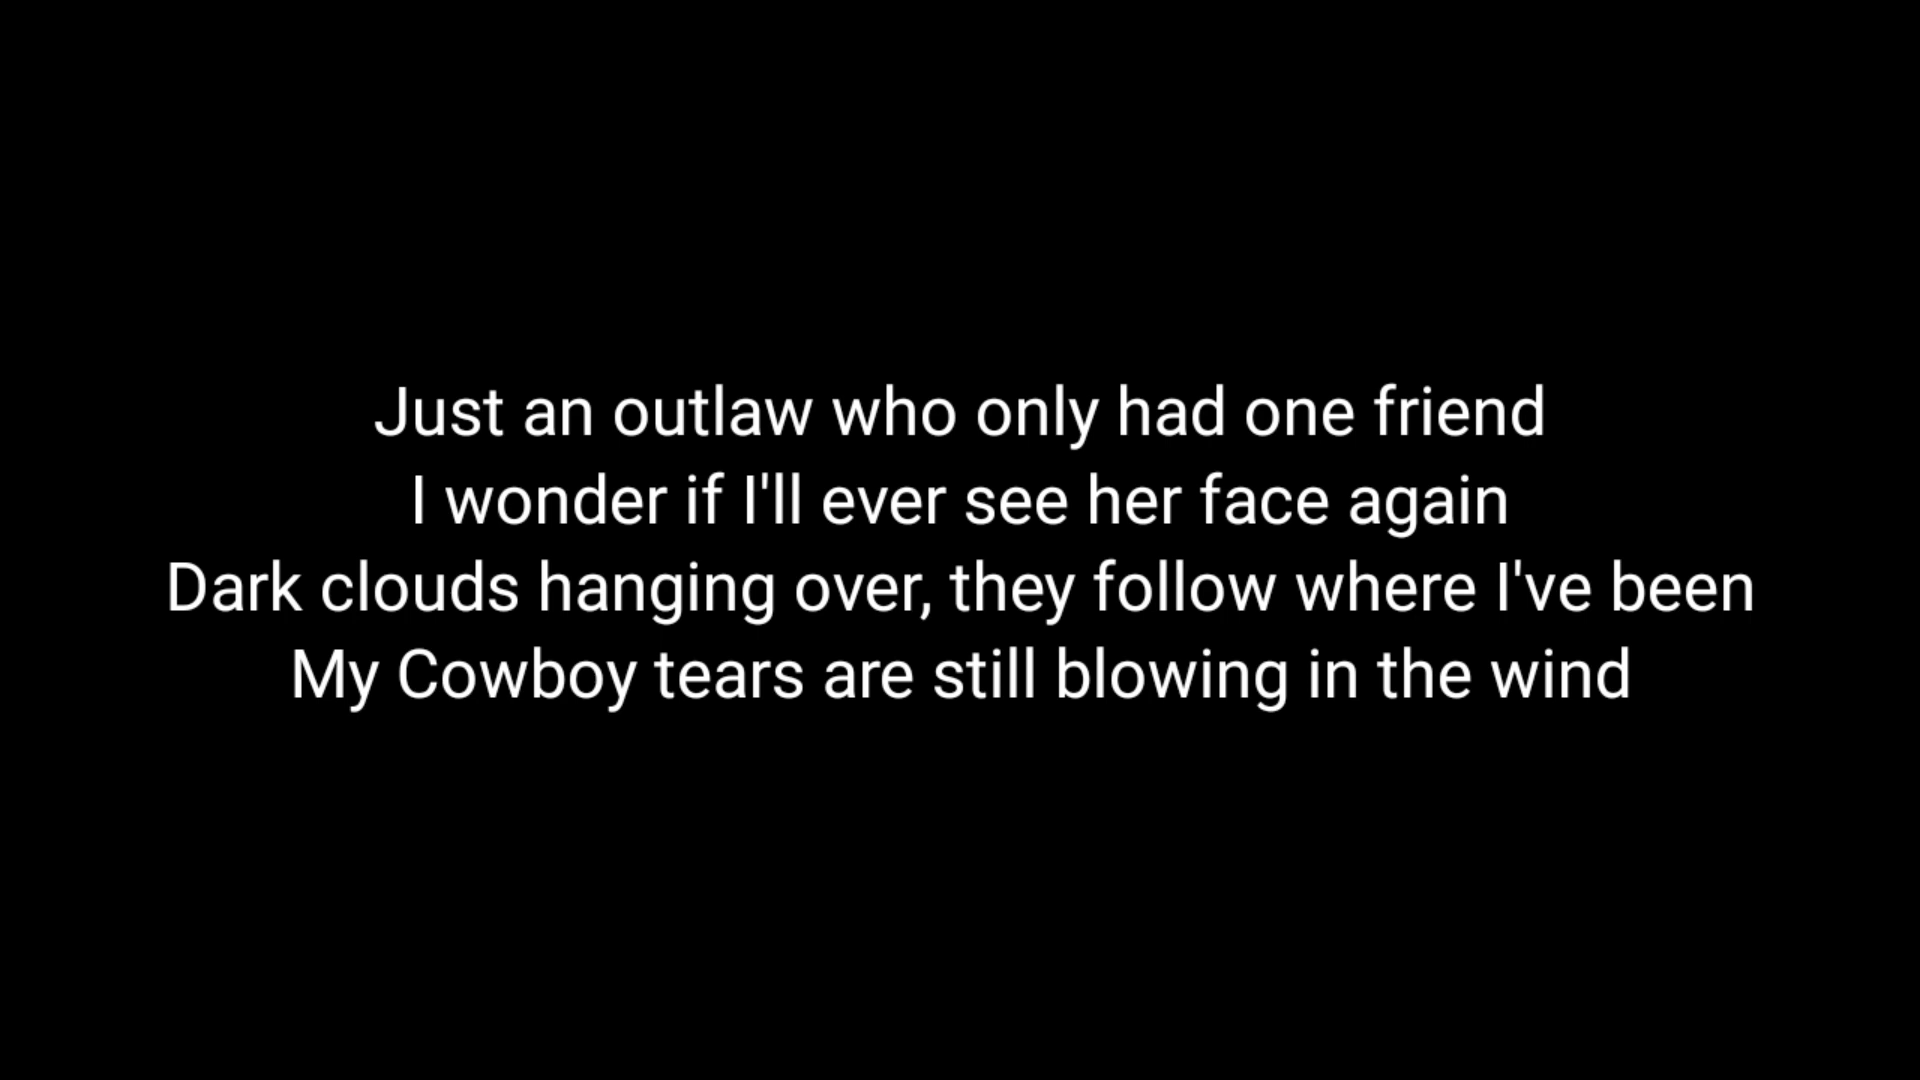 Just an outlaw who only had one friend
I wonder if I'll ever see her face again
Dark clouds hanging over, they follow where I've been
My Cowboy tears are still blowing in the wind